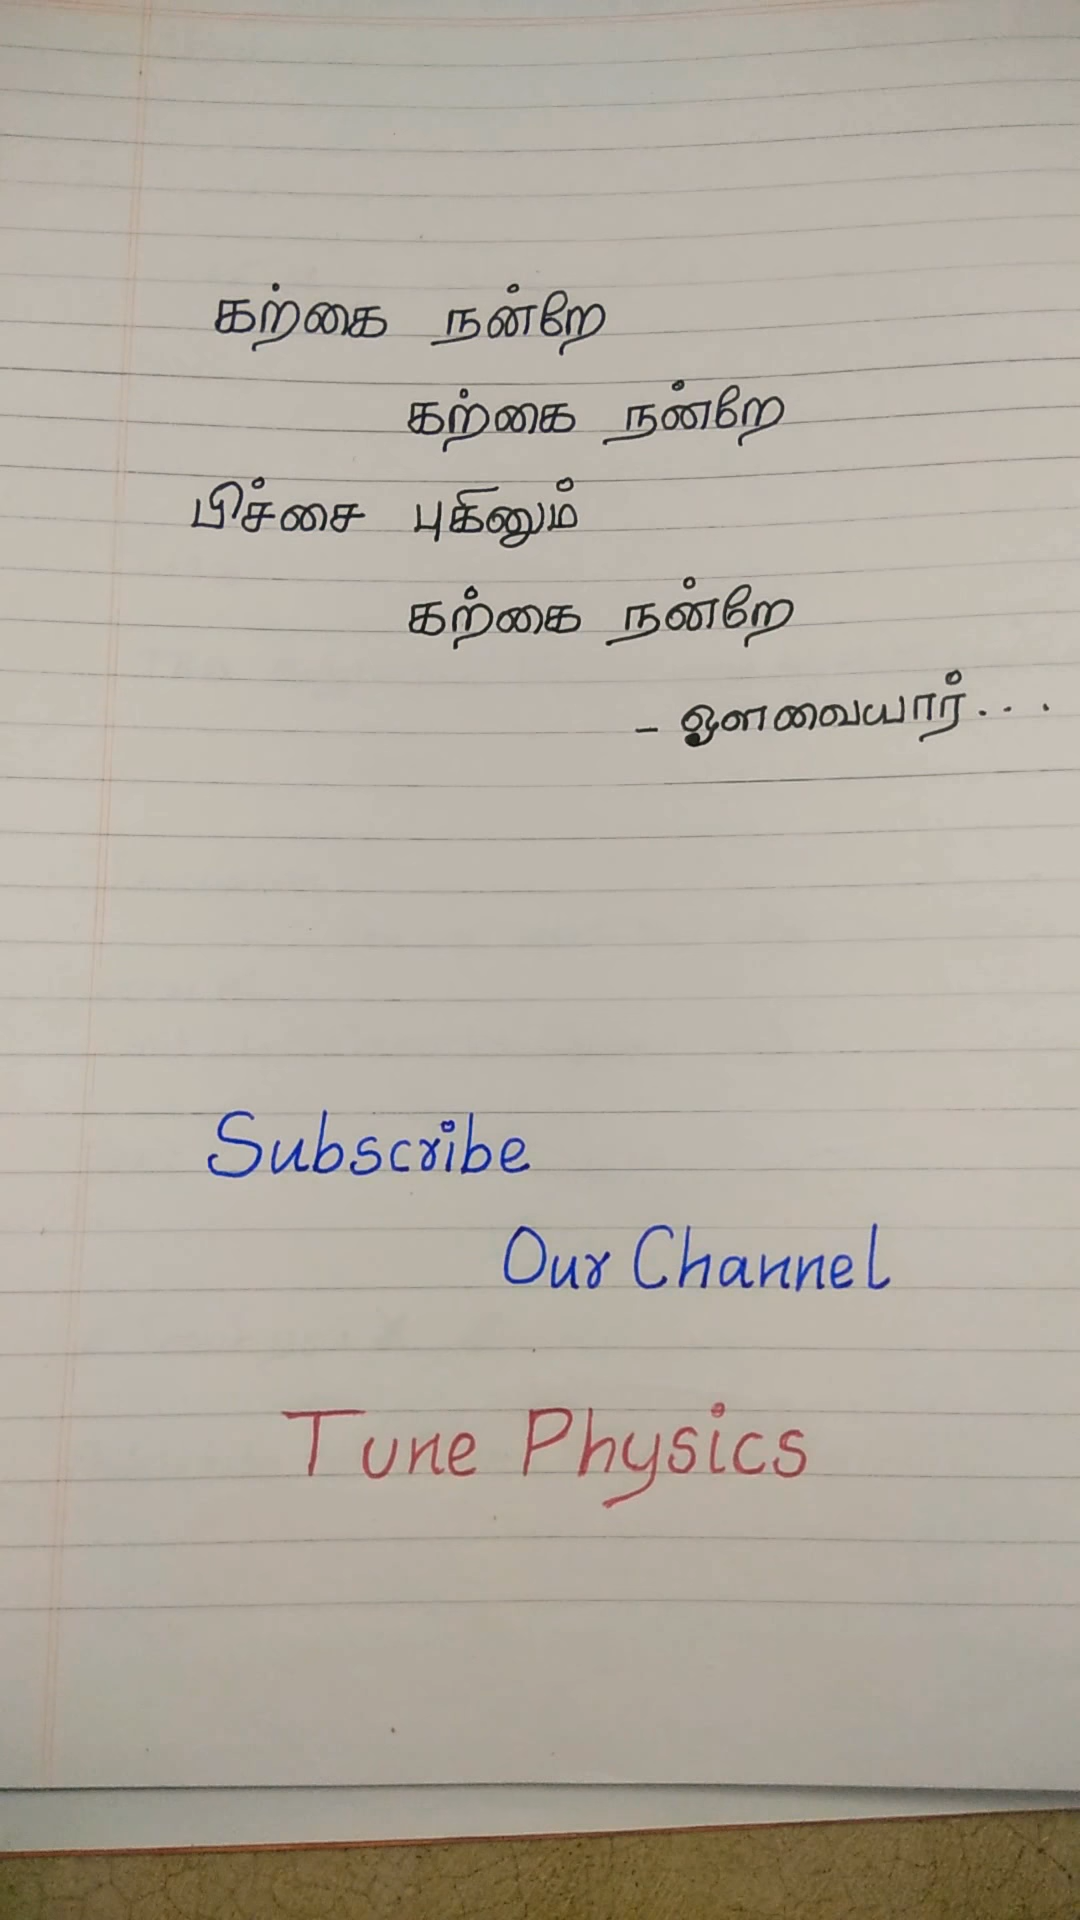 கற்கை நன்றே
கற்கை நன்றே
பிச்சை புகினும்
கற்கை நன்றே
- ஔவையார்...
Subscribe
Our Channel
Tune Physics